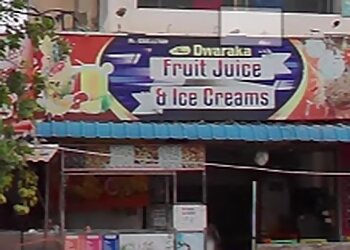 Dwaraka
Fruit Juice
& Ice Creams